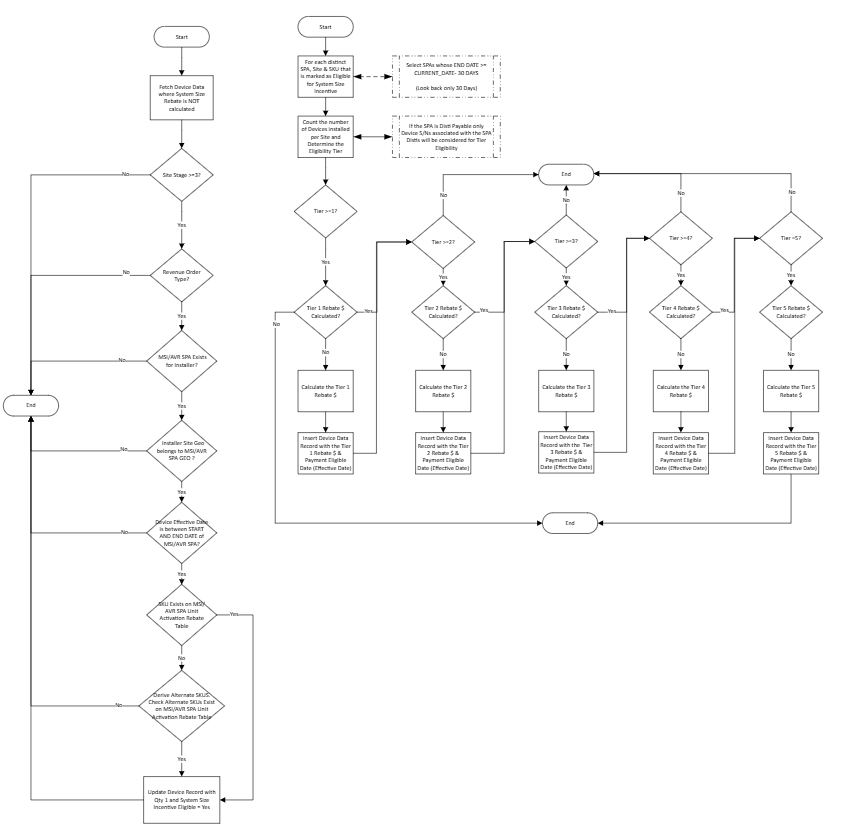 Start
Fetch Device Data
where System Size
Rebate is NOT
calculated
Site Stage >=3?
No
Yes
Revenue Order
Type?
No
Yes
MSI/AVR SPA Exists
for Installer?
No
Yes
End
Installer Site Geo
belongs to MSI/AVR
SPA GEO ?
No
Yes
Device Effective Date
is between START
AND END DATE of
MSI/AVR SPA?
No
Yes
SKU Exists on MSI/
AVR SPA Unit
Activation Rebate
Table
Yes
No
Derive Alternate SKUS.
Check Alternate SKUs Exist
on MSI/AVR SPA Unit
Activation Rebate Table
No
Yes
Update Device Record with
Qty 1 and System Size
Incentive Eligible = Yes
Start
For each distinct
SPA, Site & SKU that
is marked as Eligible
for System Size
Incentive
Select SPAs whose END DATE >=
CURRENT_DATE- 30 DAYS
(Look back only 30 Days)
Count the number
of Devices installed
per Site and
Determine the
Eligibility Tier
If the SPA is Disti Payable only
Device S/Ns associated with the SPA
Distis will be considered for Tier
Eligibility
End
Tier >=1?
Yes
Tier 1 Rebate $
Calculated?
Yes
No
No
Calculate the Tier 1
Rebate $
Insert Device Data
Record with the Tier
1 Rebate $ &
Payment Eligible
Date (Effective Date)
No
Tier >=2?
Yes
Tier 2 Rebate $
Calculated?
Yes
No
Calculate the Tier 2
Rebate $
Insert Device Data
Record with the Tier
2 Rebate $ &
Payment Eligible
Date (Effective Date)
No
Tier >=3?
Yes
Tier 3 Rebate $
Calculated?
Yes
No
Calculate the Tier 3
Rebate $
Insert Device Data
Record with the Tier
3 Rebate $ &
Payment Eligible
Date (Effective Date)
No
Tier >=4?
Yes
Tier 4 Rebate $
Calculated?
Yes
No
Calculate the Tier 4
Rebate $
Insert Device Data
Record with the Tier
4 Rebate $ &
Payment Eligible
Date (Effective Date)
No
Tier =5?
Yes
Tier 5 Rebate $
Calculated?
No
Calculate the Tier 5
Rebate $
Insert Device Data
Record with the Tier
5 Rebate $ &
Payment Eligible
Date (Effective Date)
End